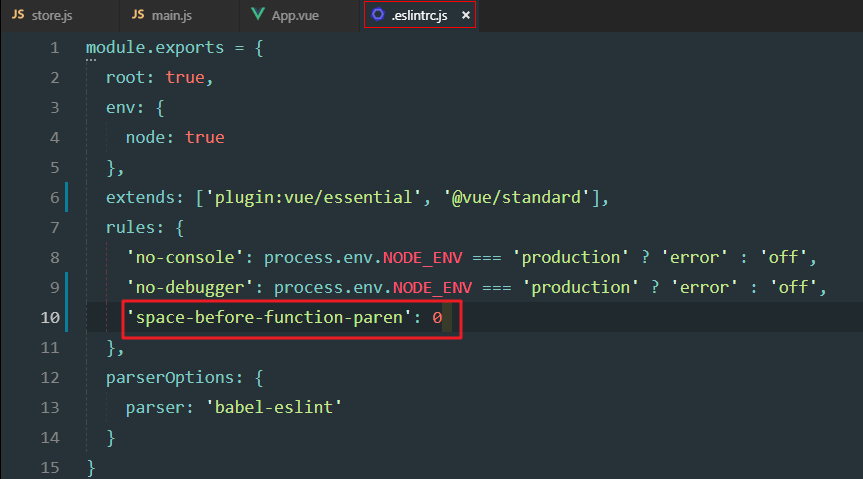 JS store.js JS main.js App.vue .eslintrc.js ×
1 module.exports = {
2 root: true,
3 env: {
4 node: true
5 },
6 extends: ['plugin:vue/essential', '@vue/standard'],
7 rules: {
8 'no-console': process.env.NODE_ENV === 'production' ? 'error' : 'off',
9 'no-debugger': process.env.NODE_ENV === 'production' ? 'error' : 'off',
10 'space-before-function-paren': 0
11 },
12 parserOptions: {
13 parser: 'babel-eslint'
14 }
15 }